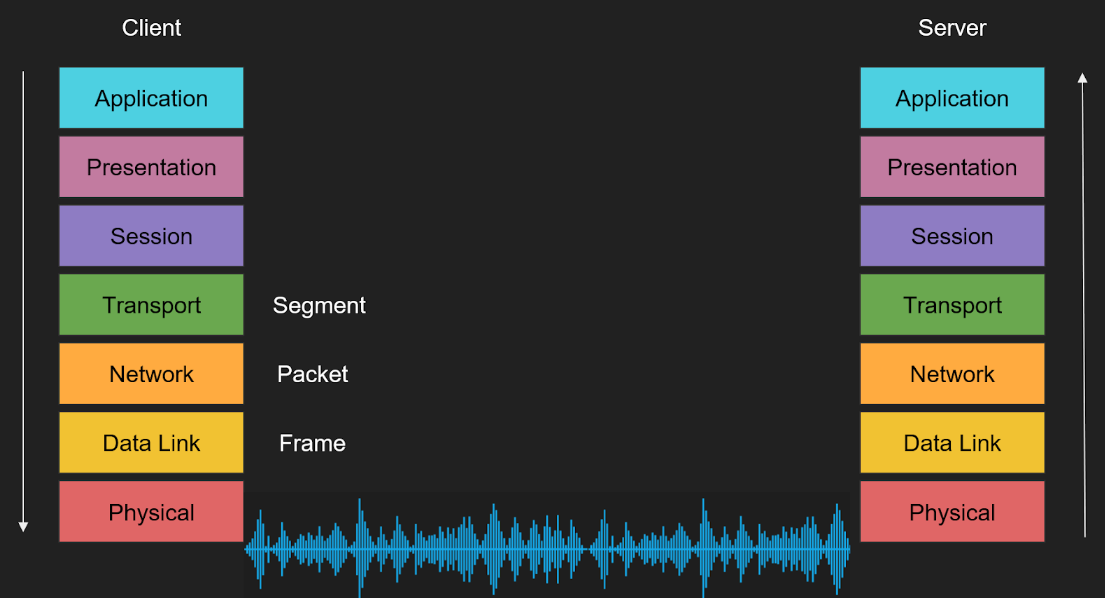 Client
Server
Application
Application
Presentation
Presentation
Session
Session
Transport
Segment
Transport
Network
Packet
Network
Data Link
Frame
Data Link
Physical
Physical